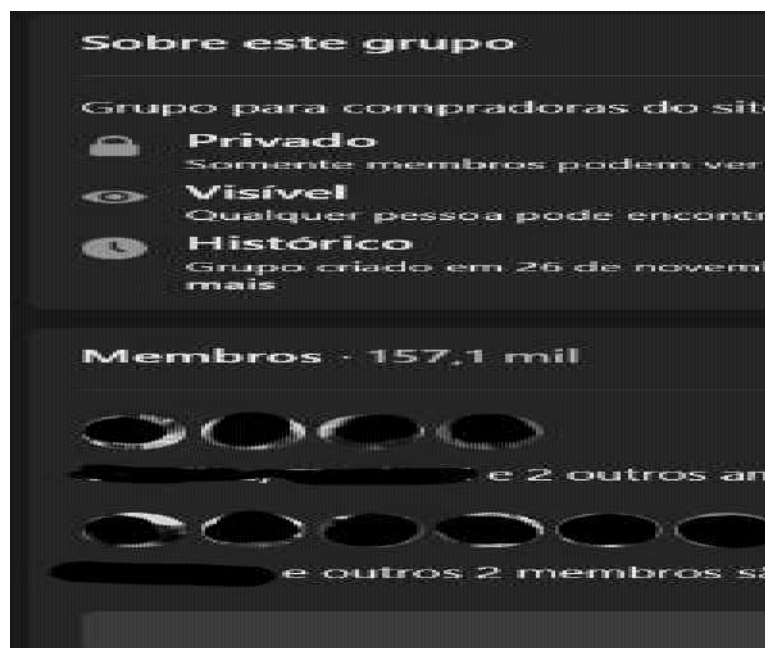 Sobre este grupo
Grupo para compradoras do sit
Privado
Somente membros podem ver
Visível
Qualquer pessoa pode encontr
Histórico
Grupo criado em 26 de novem
mais
Membros · 157,1 mil
e 2 outros am
e outros 2 membros sã